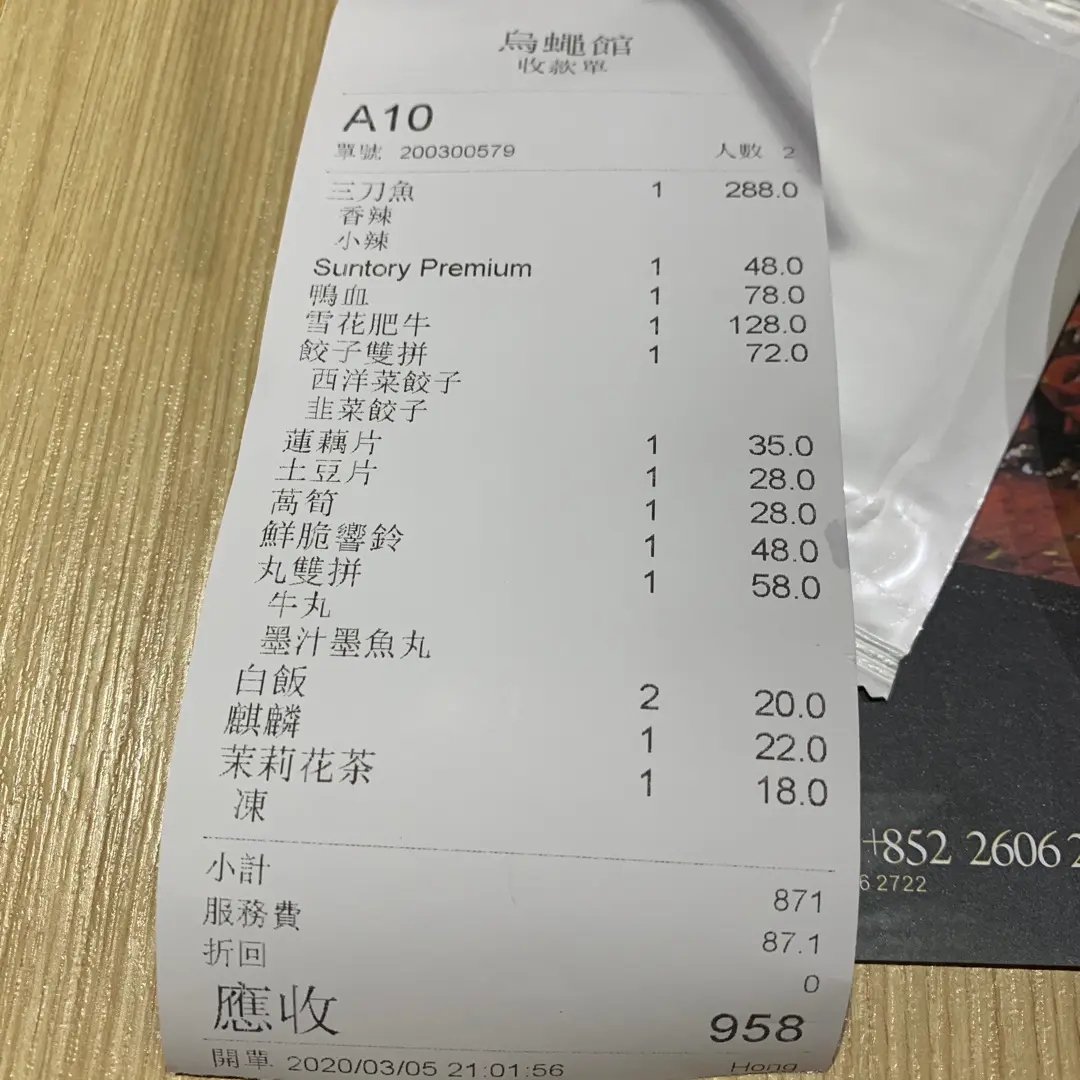 烏蠅館
收款單
A10
單號 200300579 人數 2
三刀魚 1 288.0
香辣
小辣
Suntory Premium 1 48.0
鴨血 1 78.0
雪花肥牛 1 128.0
餃子雙拼 1 72.0
西洋菜餃子
韭菜餃子
蓮藕片 1 35.0
土豆片 1 28.0
萵筍 1 28.0
鮮脆響鈴 1 48.0
丸雙拼 1 58.0
牛丸
墨汁墨魚丸
白飯 2 20.0
麒麟 1 22.0
茉莉花茶 1 18.0
凍
小計 871
服務費 87.1
折回 0
應收 958
開單 2020/03/05 21:01:56 Hong
+852 2606 2
6 2722